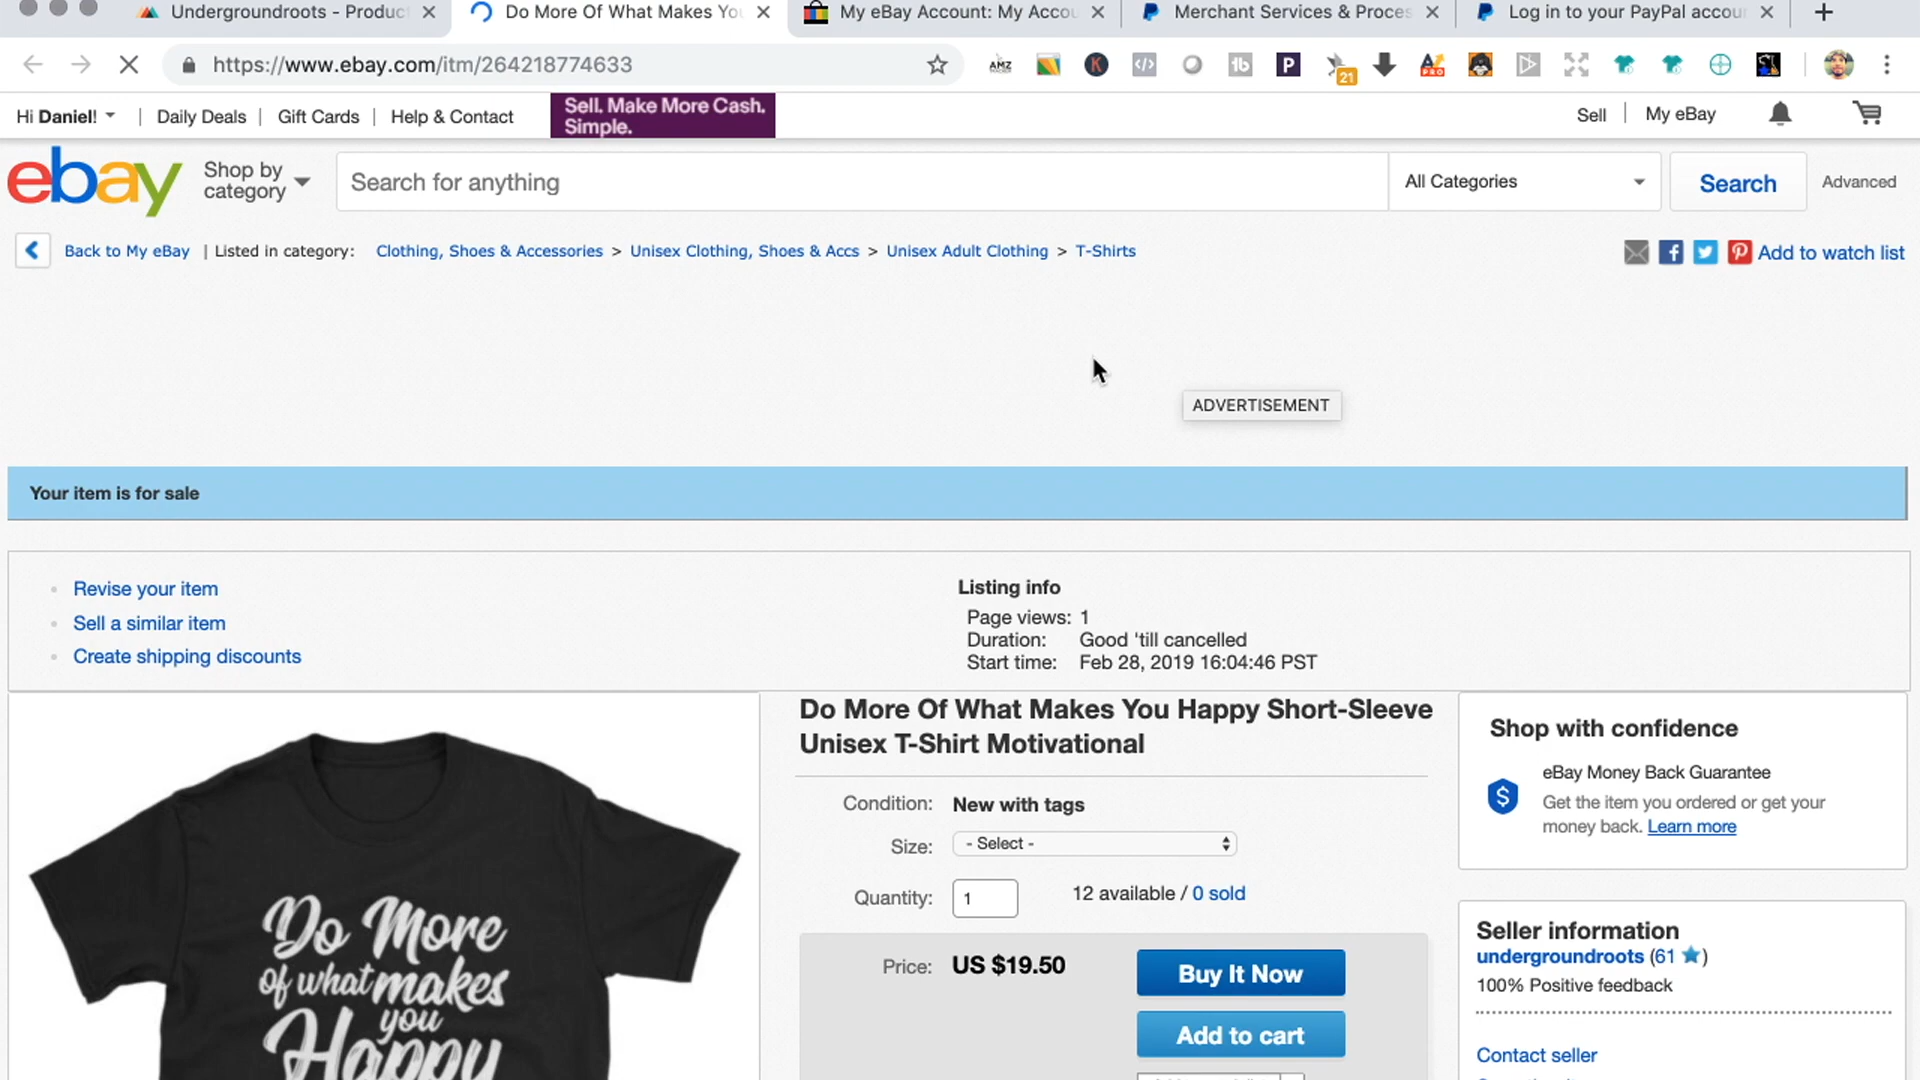 Undergroundroots - Produc
Do More Of What Makes You
My eBay Account: My Accou
Merchant Services & Proces
Log in to your PayPal accou
https://www.ebay.com/itm/264218774633
AMZ
K
</>
1b
P
21
A
PRO
Hi Daniel!
Daily Deals
Gift Cards
Help & Contact
Sell. Make More Cash.
Simple.
Sell
My eBay
ebay
Shop by
category
Search for anything
All Categories
Search
Advanced
Back to My eBay | Listed in category: Clothing, Shoes & Accessories > Unisex Clothing, Shoes & Accs > Unisex Adult Clothing > T-Shirts
Add to watch list
ADVERTISEMENT
Your item is for sale
Revise your item
Sell a similar item
Create shipping discounts
Listing info
Page views: 1
Duration: Good 'till cancelled
Start time: Feb 28, 2019 16:04:46 PST
Do More
of what makes
you
Happy
Do More Of What Makes You Happy Short-Sleeve
Unisex T-Shirt Motivational
Condition: New with tags
Size: - Select -
Quantity: 1 12 available / 0 sold
Price: US $19.50
Buy It Now
Add to cart
Shop with confidence
eBay Money Back Guarantee
Get the item you ordered or get your
money back. Learn more
Seller information
undergroundroots (61 ★)
100% Positive feedback
Contact seller